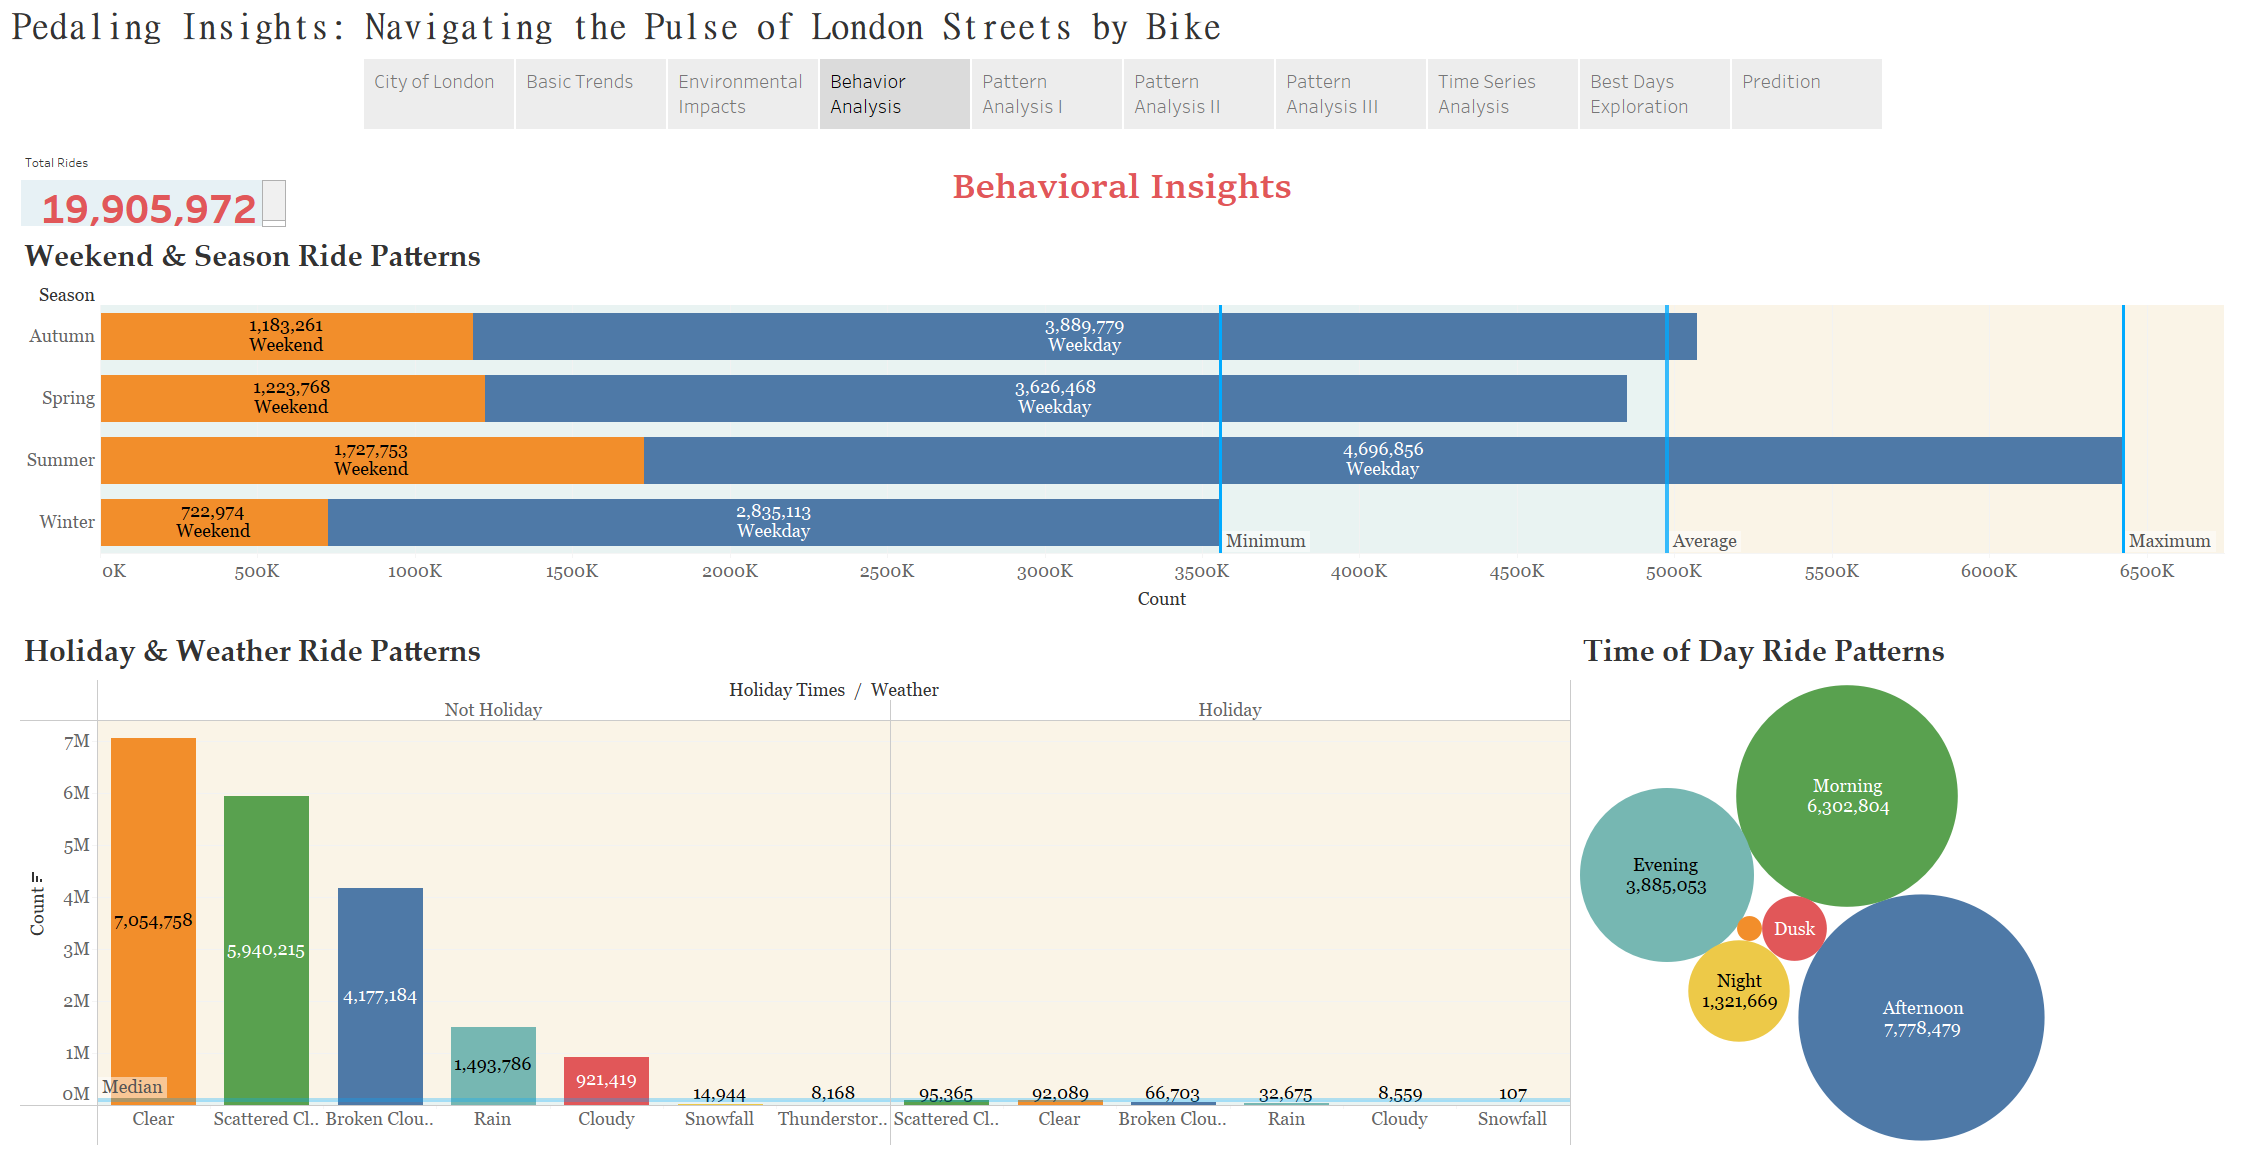 Pedaling Insights: Navigating the Pulse of London Streets by Bike
City of London
Basic Trends
Environmental
Impacts
Behavior
Analysis
Pattern
Analysis I
Pattern
Analysis II
Pattern
Analysis III
Time Series
Analysis
Best Days
Exploration
Predition
Total Rides
19,905,972
Behavioral Insights
Weekend & Season Ride Patterns
Season
Autumn
1,183,261
Weekend
3,889,779
Weekday
Spring
1,223,768
Weekend
3,626,468
Weekday
Summer
1,727,753
Weekend
4,696,856
Weekday
Winter
722,974
Weekend
2,835,113
Weekday
Minimum
Average
Maximum
0K
500K
1000K
1500K
2000K
2500K
3000K
3500K
4000K
4500K
5000K
5500K
6000K
6500K
Count
Holiday & Weather Ride Patterns
Holiday Times / Weather
Not Holiday
Holiday
Count
7M
6M
5M
4M
3M
2M
1M
0M
Median
7,054,758
5,940,215
4,177,184
1,493,786
921,419
14,944
8,168
95,365
92,089
66,703
32,675
8,559
107
Clear
Scattered Cl..
Broken Clou..
Rain
Cloudy
Snowfall
Thunderstor..
Scattered Cl..
Clear
Broken Clou..
Rain
Cloudy
Snowfall
Time of Day Ride Patterns
Morning
6,302,804
Evening
3,885,053
Dusk
Night
1,321,669
Afternoon
7,778,479